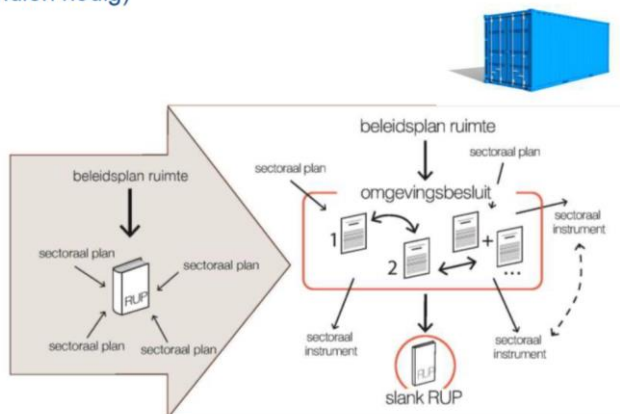 beleidsplan ruimte
sectoraal plan
sectoraal plan
RUP
sectoraal plan
sectoraal plan
beleidsplan ruimte
sectoraal plan
sectoraal plan
omgevingsbesluit
sectoraal
instrument
1
2
+
...
sectoraal
instrument
sectoraal
instrument
RUP
slank RUP